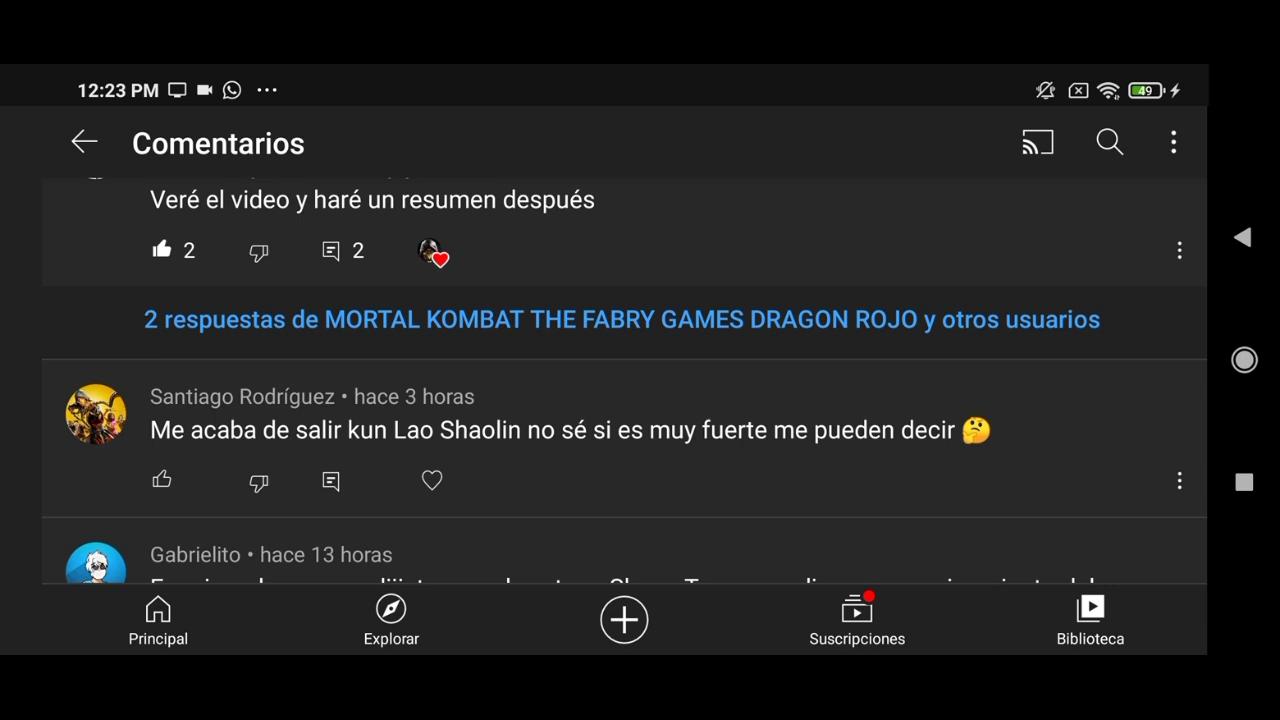 12:23 PM
49
Comentarios
Veré el video y haré un resumen después
2
2
2 respuestas de MORTAL KOMBAT THE FABRY GAMES DRAGON ROJO y otros usuarios
Santiago Rodríguez • hace 3 horas
Me acaba de salir kun Lao Shaolin no sé si es muy fuerte me pueden decir 🤔
Gabrielito • hace 13 horas
Principal
Explorar
Suscripciones
Biblioteca